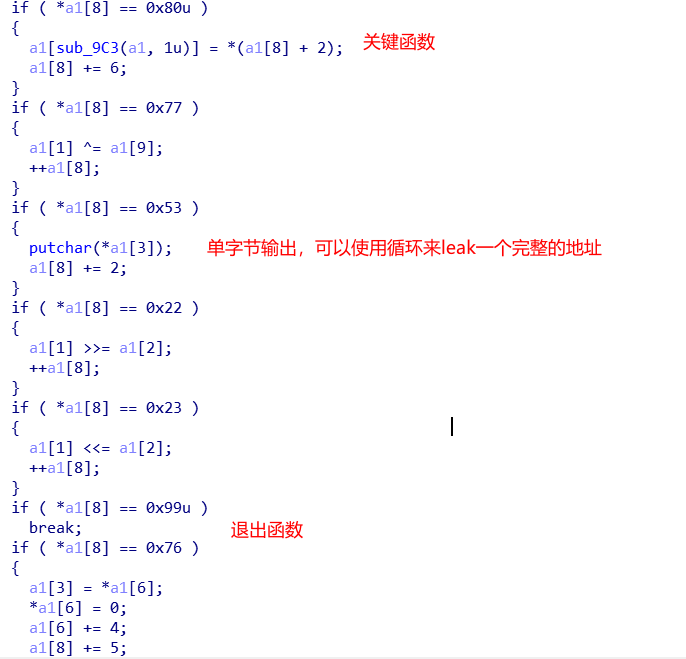 if ( *a1[8] == 0x80u )
{
a1[sub_9C3(a1, 1u)] = *(a1[8] + 2); 关键函数
a1[8] += 6;
}
if ( *a1[8] == 0x77 )
{
a1[1] ^= a1[9];
++a1[8];
}
if ( *a1[8] == 0x53 )
{
putchar(*a1[3]); 单字节输出，可以使用循环来leak一个完整的地址
a1[8] += 2;
}
if ( *a1[8] == 0x22 )
{
a1[1] >>= a1[2];
++a1[8];
}
if ( *a1[8] == 0x23 )
{
a1[1] <<= a1[2];
++a1[8];
}
if ( *a1[8] == 0x99u )
break; 退出函数
if ( *a1[8] == 0x76 )
{
a1[3] = *a1[6];
*a1[6] = 0;
a1[6] += 4;
a1[8] += 5;